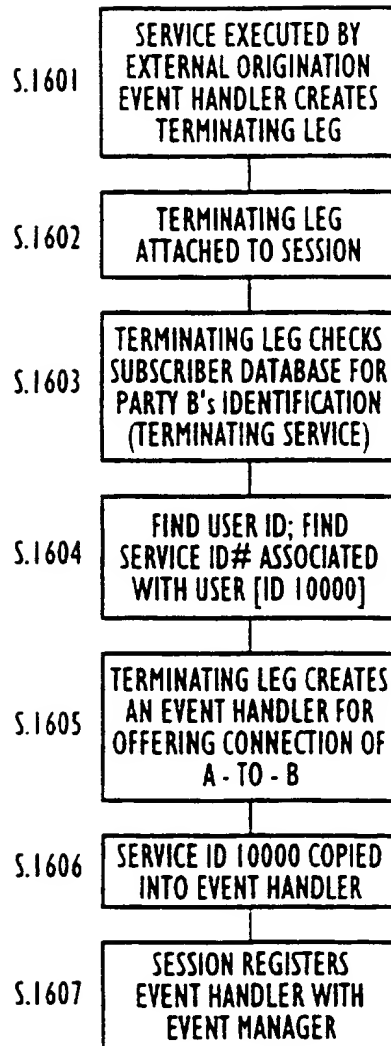 S.1601
SERVICE EXECUTED BY
EXTERNAL ORIGINATION
EVENT HANDLER CREATES
TERMINATING LEG
S.1602
TERMINATING LEG
ATTACHED TO SESSION
S.1603
TERMINATING LEG CHECKS
SUBSCRIBER DATABASE FOR
PARTY B's IDENTIFICATION
(TERMINATING SERVICE)
S.1604
FIND USER ID; FIND
SERVICE ID# ASSOCIATED
WITH USER [ID 10000]
S.1605
TERMINATING LEG CREATES
AN EVENT HANDLER FOR
OFFERING CONNECTION OF
A - TO - B
S.1606
SERVICE ID 10000 COPIED
INTO EVENT HANDLER
S.1607
SESSION REGISTERS
EVENT HANDLER WITH
EVENT MANAGER